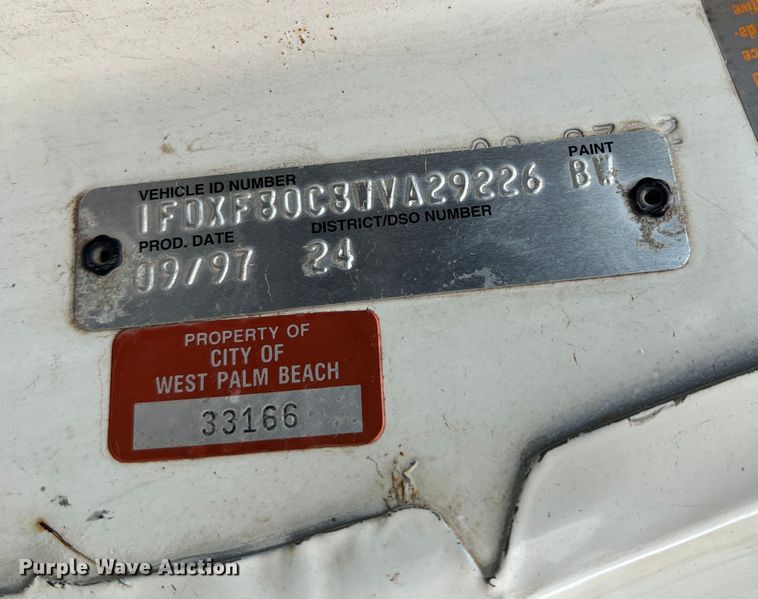 VEHICLE ID NUMBER PAINT
1FDXF80C8WVA29226 BW
PROD. DATE DISTRICT/DSO NUMBER
09/97 24
PROPERTY OF
CITY OF
WEST PALM BEACH
33166
Purple Wave Auction